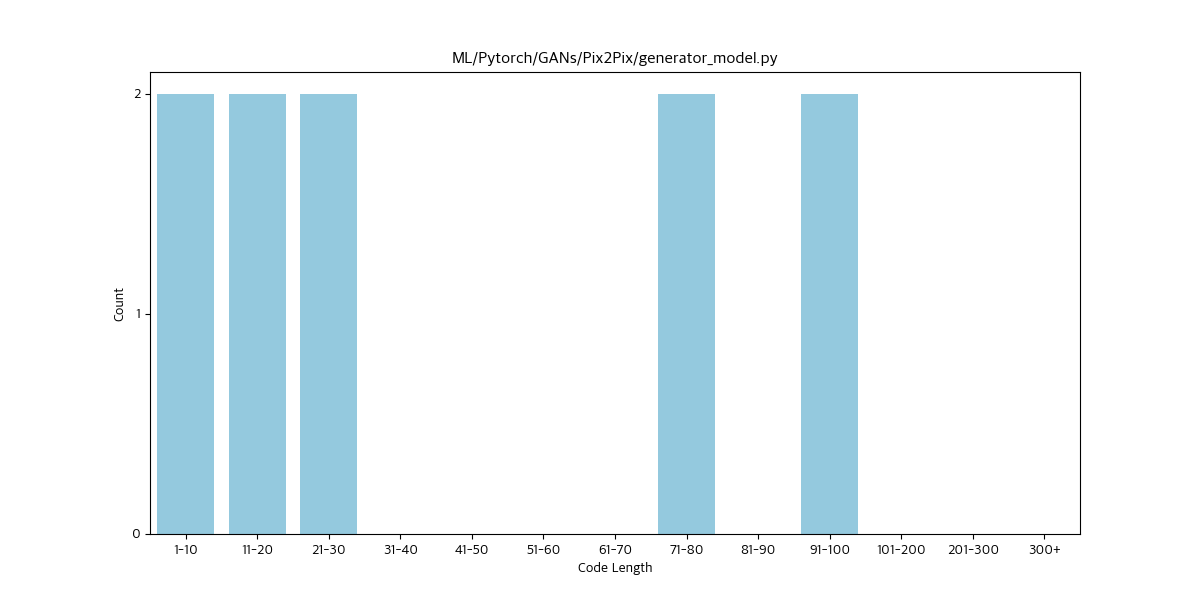 ML/Pytorch/GANs/Pix2Pix/generator_model.py
Count
2
1
0
1-10 11-20 21-30 31-40 41-50 51-60 61-70 71-80 81-90 91-100 101-200 201-300 300+
Code Length